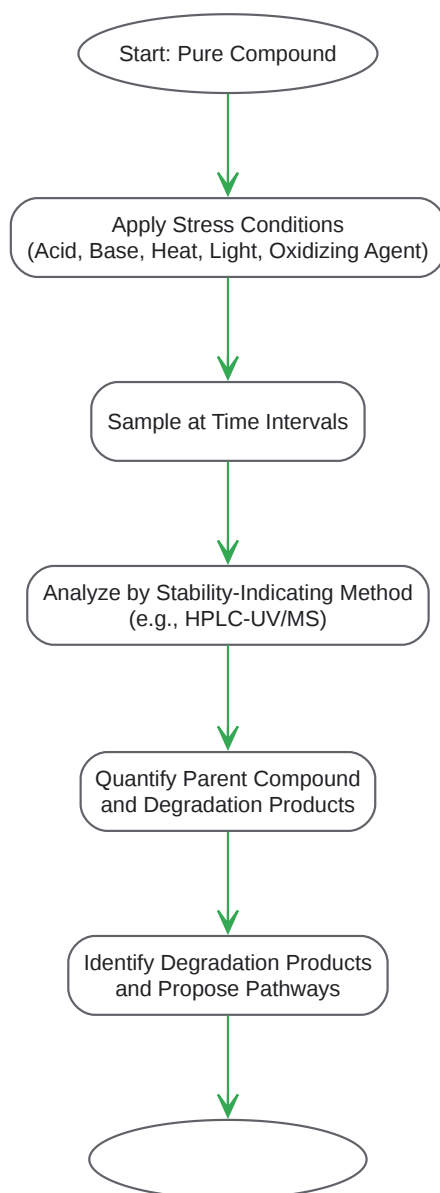 Start: Pure Compound
Apply Stress Conditions
(Acid, Base, Heat, Light, Oxidizing Agent)
Sample at Time Intervals
Analyze by Stability-Indicating Method
(e.g., HPLC-UV/MS)
Quantify Parent Compound
and Degradation Products
Identify Degradation Products
and Propose Pathways